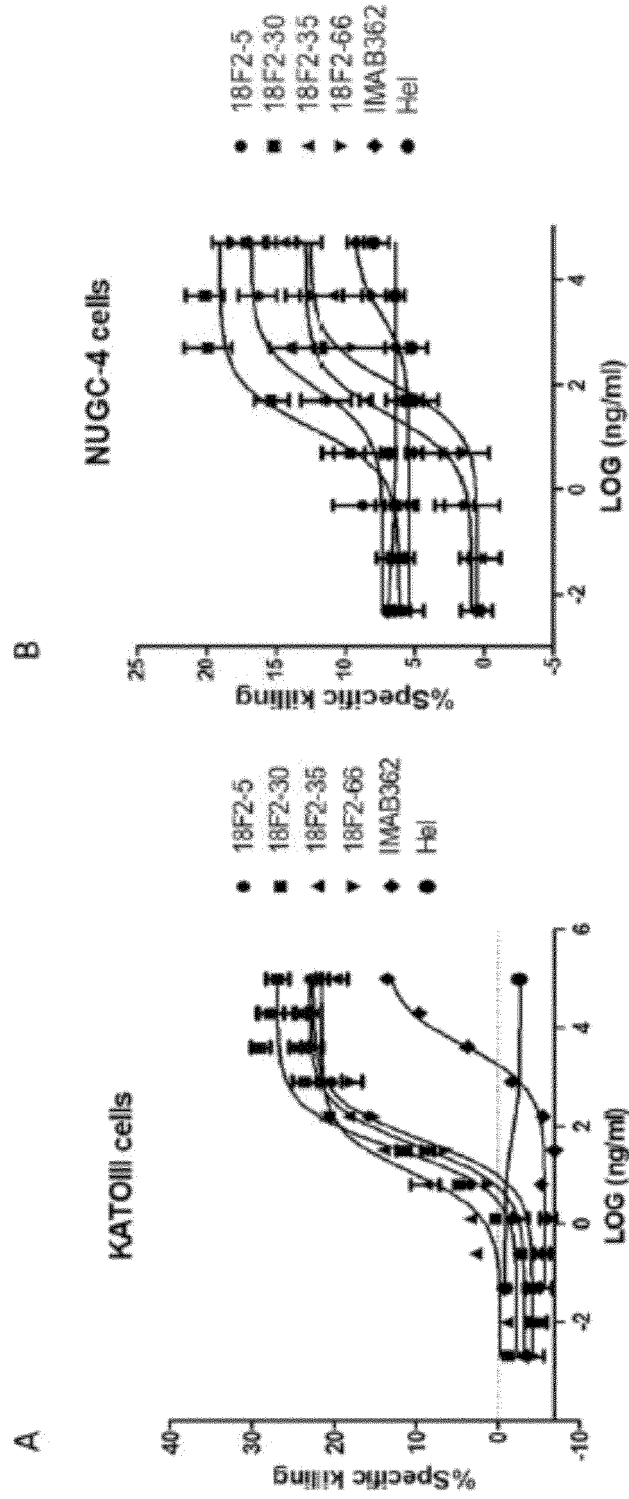 A
KATOIII cells
%Specific killing
40
30
20
10
0
-10
-2
0
2
4
6
LOG (ng/ml)
18F2-5
18F2-30
18F2-35
18F2-66
IMAB362
Hel
B
NUGC-4 cells
%Specific killing
25
20
15
10
5
0
-5
-2
0
2
4
LOG (ng/ml)
18F2-5
18F2-30
18F2-35
18F2-66
IMAB362
Hel